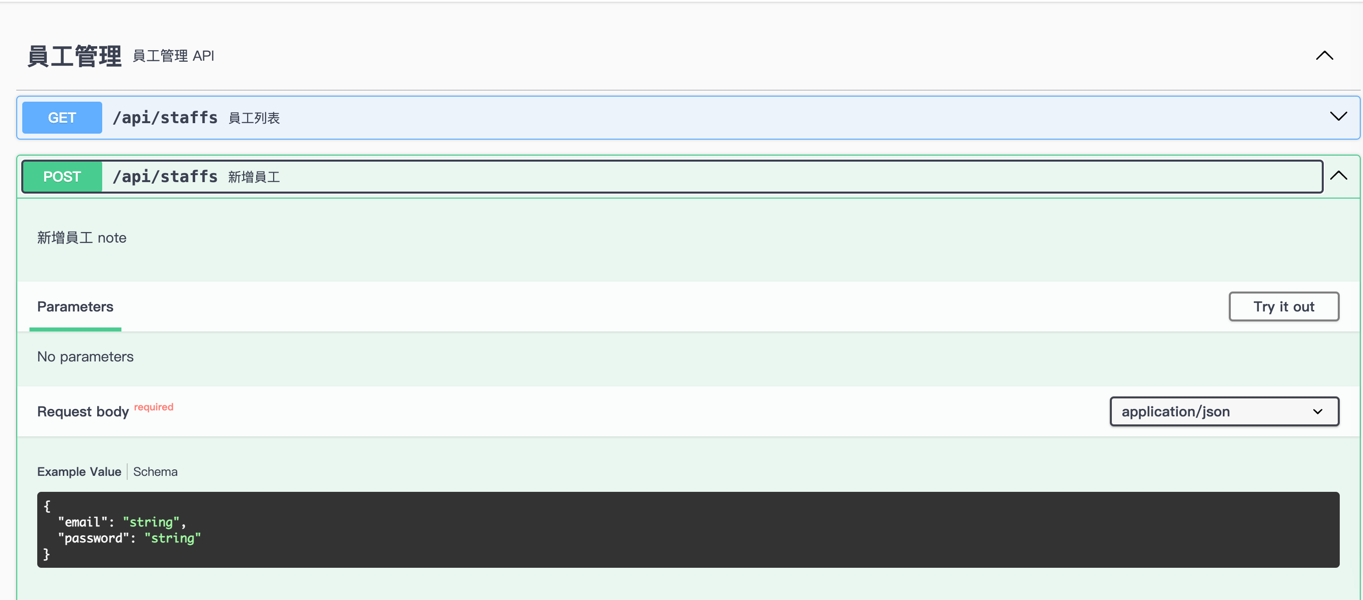 員工管理 員工管理 API
GET /api/staffs 員工列表
POST /api/staffs 新增員工
新增員工 note
Parameters Try it out
No parameters
Request body required application/json
Example Value Schema
{
"email": "string",
"password": "string"
}